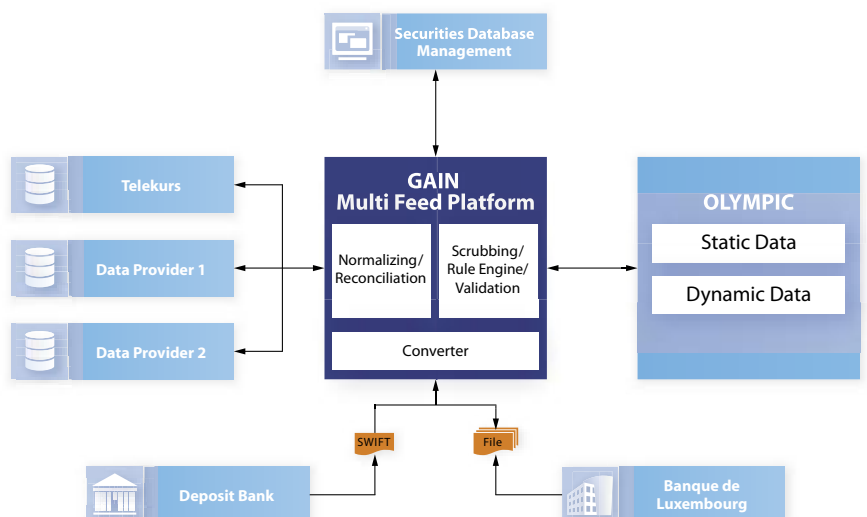 Securities Database
Management
Telekurs
Data Provider 1
Data Provider 2
GAIN
Multi Feed Platform
Normalizing/
Reconciliation
Scrubbing/
Rule Engine/
Validation
Converter
OLYMPIC
Static Data
Dynamic Data
SWIFT
File
Deposit Bank
Banque de
Luxembourg